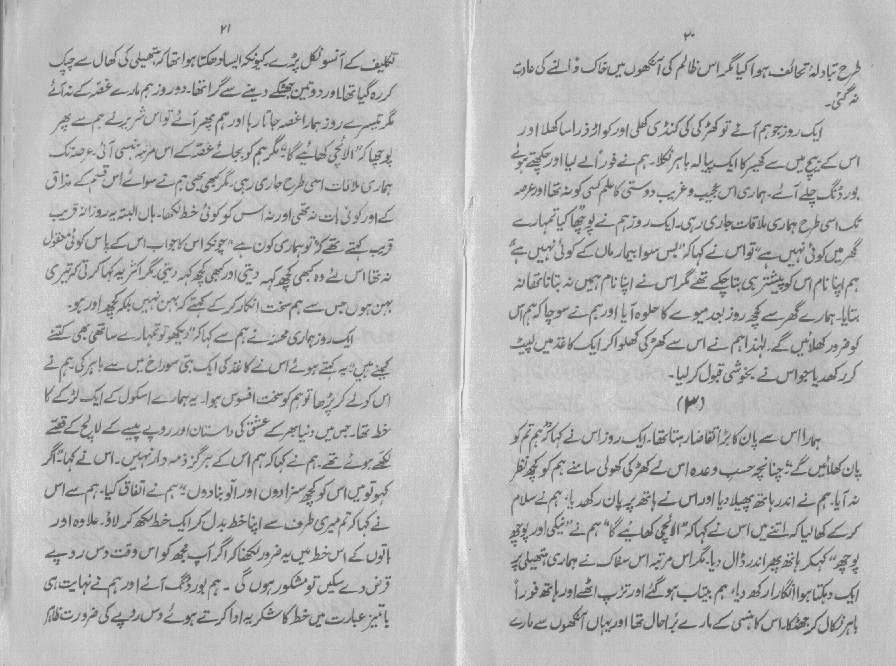 ۲۰
طرح تبادلۂ تحائف ہوا کیا مگر اس ظالم کی آنکھوں میں خاک ڈالنے کی عادت
نہ گئی۔
ایک روز جو ہم آئے تو کھڑکی کی کنڈی کھلی اور کواڑ ذرا سا کھلا اور
اس کے بیچ میں سے کھیر کا ایک پیالہ باہر نکلا۔ ہم نے فوراً لے لیا اور چکھتے ہوئے
بورڈنگ چلے آئے۔ ہماری اس عجیب و غریب دوستی کا علم کسی کو نہ تھا اور عرصہ
تک اسی طرح ہماری ملاقات جاری رہی۔ ایک روز ہم نے پوچھا کیا تمہارے
گھر میں کوئی نہیں ہے" تو اس نے کہا کہ "بس سوا بیمار ماں کے کوئی نہیں ہے"
ہم اپنا نام اس کو پیشتر ہی بتا چکے تھے مگر اس نے اپنا نام ہمیں نہ بتانا تھا نہ
بتایا۔ ہمارے گھر سے کچھ روز بعد میوے کا حلوہ آیا اور ہم نے سوچا کہ ہم اس
کو ضرور کھلائیں گے۔ لہٰذا ہم نے اس سے کھڑکی کھلوا کر ایک کاغذ میں لپیٹ
کر رکھ دیا جو اس نے بخوشی قبول کر لیا۔
(۳)
ہمارا اس سے پان کا بڑا تقاضا رہتا تھا۔ ایک روز اس نے کہا کہ "ہم تم کو
پان کھلائیں گے"۔ چنانچہ حسب وعدہ اس نے کھڑکی کھولی سامنے ہم کو کچھ نظر
نہ آیا۔ ہم نے اندر ہاتھ پھیلا دیا اور اس نے ہاتھ پر پان رکھ دیا، ہم نے سلام
کر کے کھا لیا کہ اتنے میں اس نے کہا کہ "الائچی کھائیے گا" ہم نے "نیکی اور پوچھ
پوچھ" کہہ کر ہاتھ پھر اندر ڈال دیا۔ مگر اس مرتبہ اس سفاک نے ہماری ہتھیلی پر
ایک دہکتا ہوا انگارا رکھ دیا، ہم بیتاب ہو گئے اور تڑپ اٹھے اور ہاتھ فوراً
باہر نکال کر جھٹکا۔ اس کا ہنسی کے مارے برا حال تھا اور یہاں آنکھوں سے مارے
۲۱
تکلیف کے آنسو نکل پڑے کیونکہ ایسا دہکتا ہوا تھا کہ ہتھیلی کی کھال سے چپک
کر رہ گیا تھا۔ اور دو تین جھٹکے دینے سے گرا تھا۔ دو روز ہم مارے غصہ کے نہ آئے
مگر تیسرے روز ہمارا غصہ جاتا رہا اور ہم پھر آئے تو اس شریر نے ہم سے پھر
پوچھا کہ "الائچی کھائیے گا" مگر ہم کو بجائے غصہ کے اس مرتبہ ہنسی آئی۔ عرصہ تک
ہماری ملاقات اسی طرح جاری رہی۔ مگر کبھی بھی ہم نے سوائے اس قسم کے مذاق
کے اور کوئی بات نہ تھی اور نہ اس کو کوئی خط لکھا۔ ہاں البتہ یہ روزانہ قریب
قریب کہتے تھے کہ "تو ہماری کون ہے" چونکہ اس کا جواب اس کے پاس کوئی معقول
نہ تھا اس لئے وہ کبھی کچھ کہہ دیتی اور کبھی کچھ کہہ دیتی، مگر اکثر یہ کہا کرتی کہ تیری
بہن ہوں جس سے ہم سخت انکار کر کے کہتے کہ بہن نہیں بلکہ کچھ اور ہو۔
ایک روز ہماری محسنہ نے ہم سے کہا کہ "دیکھو تو تمہارے ساتھی بھی کتنے
کمینے ہیں"، یہ کہتے ہوئے اس نے کاغذ کی ایک بتی سوراخ میں سے باہر کی۔ ہم نے
اس کو لے کر پڑھا تو ہم کو سخت افسوس ہوا۔ یہ ہمارے اسکول کے ایک لڑکے کا
خط تھا۔ جس میں دنیا بھر کے عشق کی داستان اور روپے پیسے کے لالچ کے قصے
لکھے ہوئے تھے۔ ہم نے کہا کہ ہم اس کے ہرگز ذمہ دار نہیں۔ اس نے کہا "اگر
کہو تو میں اس کو کچھ سزا دوں اور الّو بنا دوں"، ہم نے اتفاق کیا۔ ہم سے اس
نے کہا کہ تم میری طرف سے اپنا خط بدل کر ایک خط لکھ کر لاؤ۔ علاوہ اور
باتوں کے اس خط میں یہ ضرور لکھنا کہ اگر آپ مجھ کو اس وقت دس روپے
قرض دے سکیں تو مشکور ہوں گی۔ ہم بورڈنگ آئے اور ہم نے نہایت ہی
باتمیز عبارت میں خط کا شکریہ ادا کرتے ہوئے دس روپے کی ضرورت ظاہر